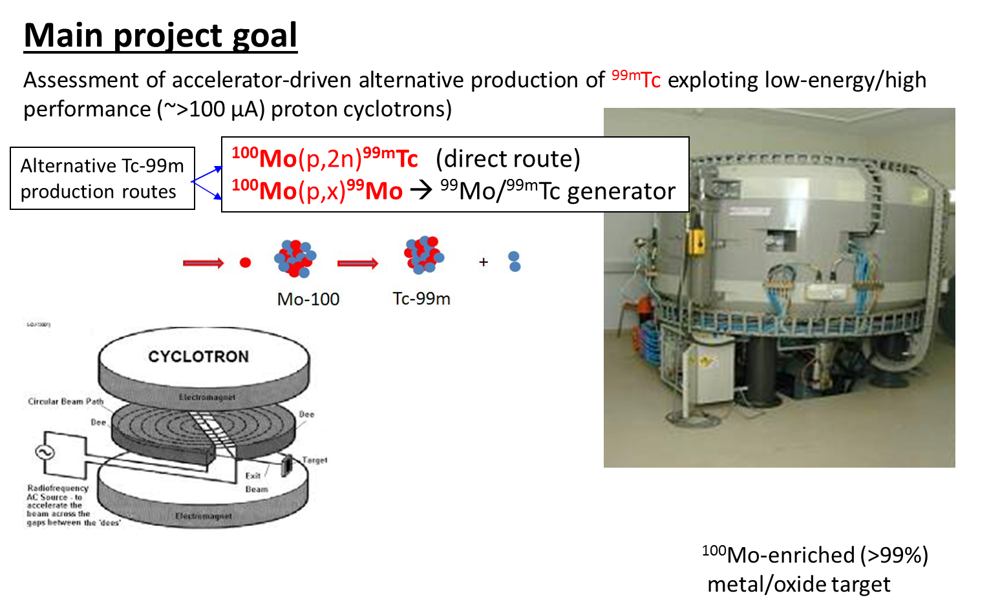 Main project goal
Assessment of accelerator-driven alternative production of ⁹⁹ᵐTc exploting low-energy/high
performance (~>100 µA) proton cyclotrons)
Alternative Tc-99m
production routes
¹⁰⁰Mo(p,2n)⁹⁹ᵐTc (direct route)
¹⁰⁰Mo(p,x)⁹⁹Mo → ⁹⁹Mo/⁹⁹ᵐTc generator
+
Mo-100
Tc-99m
CYCLOTRON
Electromagnet
Circular Beam Path
Dee
Dee
Target
Exit
Beam
Radiofrequency
AC Source - to
accelerate the
beam across the
gaps between the 'dees'
Electromagnet
¹⁰⁰Mo-enriched (>99%)
metal/oxide target